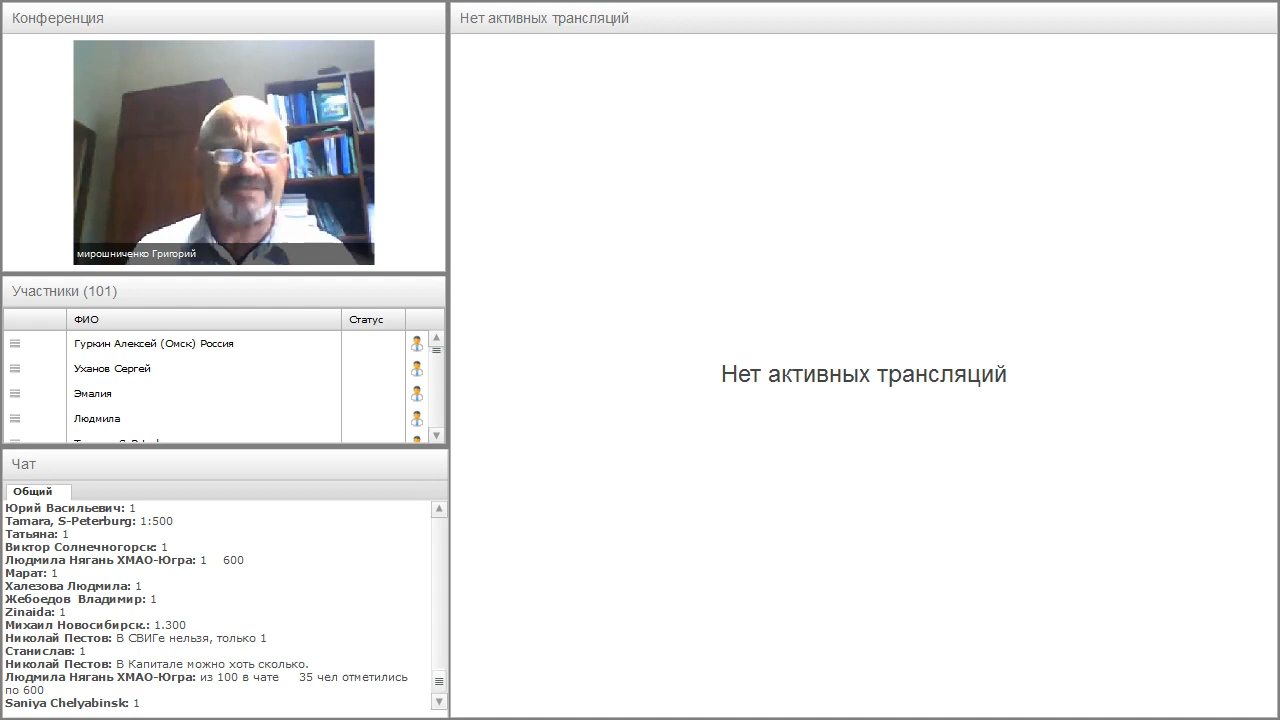 Конференция
Нет активных трансляций
мирошниченко Григорий
Участники (101)
ФИО Статус
Гуркин Алексей (Омск) Россия
Уханов Сергей
Эмалия
Людмила
Чат
Общий
Юрий Васильевич: 1
Tamara, S-Peterburg: 1:500
Татьяна: 1
Виктор Солнечногорск: 1
Людмила Нягань ХМАО-Югра: 1 600
Марат: 1
Халезова Людмила: 1
Жебоедов Владимир: 1
Zinaida: 1
Михаил Новосибирск.: 1.300
Николай Пестов: В СВИГе нельзя, только 1
Станислав: 1
Николай Пестов: В Капитале можно хоть сколько.
Людмила Нягань ХМАО-Югра: из 100 в чате 35 чел отметились
по 600
Saniya Chelyabinsk: 1
Нет активных трансляций